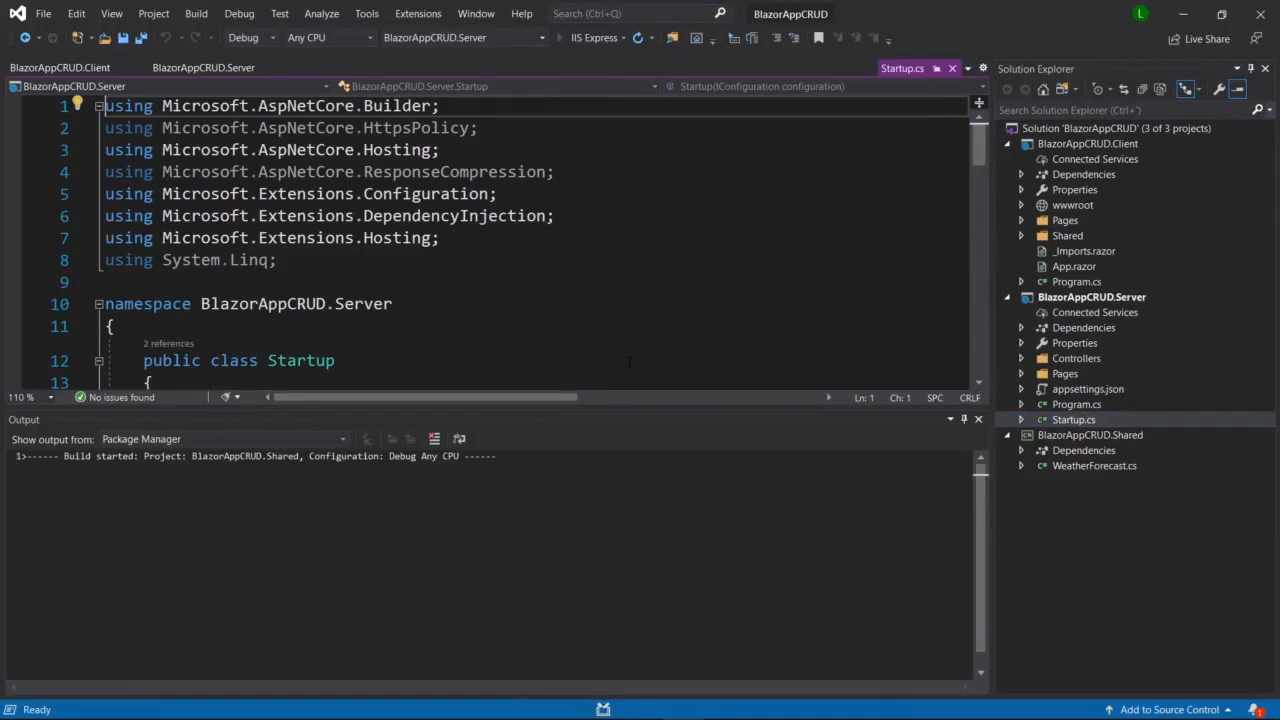 File Edit View Project Build Debug Test Analyze Tools Extensions Window Help Search (Ctrl+Q) BlazorAppCRUD L
Debug Any CPU BlazorAppCRUD.Server IIS Express Live Share
BlazorAppCRUD.Client BlazorAppCRUD.Server Startup.cs
BlazorAppCRUD.Server BlazorAppCRUD.Server.Startup Startup(IConfiguration configuration)
1 using Microsoft.AspNetCore.Builder;
2 using Microsoft.AspNetCore.HttpsPolicy;
3 using Microsoft.AspNetCore.Hosting;
4 using Microsoft.AspNetCore.ResponseCompression;
5 using Microsoft.Extensions.Configuration;
6 using Microsoft.Extensions.DependencyInjection;
7 using Microsoft.Extensions.Hosting;
8 using System.Linq;
9
10 namespace BlazorAppCRUD.Server
11 {
2 references
12 public class Startup
13 {
110 % No issues found Ln: 1 Ch: 1 SPC CRLF
Output
Show output from: Package Manager
1>------ Build started: Project: BlazorAppCRUD.Shared, Configuration: Debug Any CPU ------
Solution Explorer
Search Solution Explorer (Ctrl+¨)
Solution 'BlazorAppCRUD' (3 of 3 projects)
BlazorAppCRUD.Client
Connected Services
Dependencies
Properties
wwwroot
Pages
Shared
_Imports.razor
App.razor
C# Program.cs
BlazorAppCRUD.Server
Connected Services
Dependencies
Properties
Controllers
Pages
appsettings.json
C# Program.cs
C# Startup.cs
C# BlazorAppCRUD.Shared
Dependencies
C# WeatherForecast.cs
Ready Add to Source Control 1